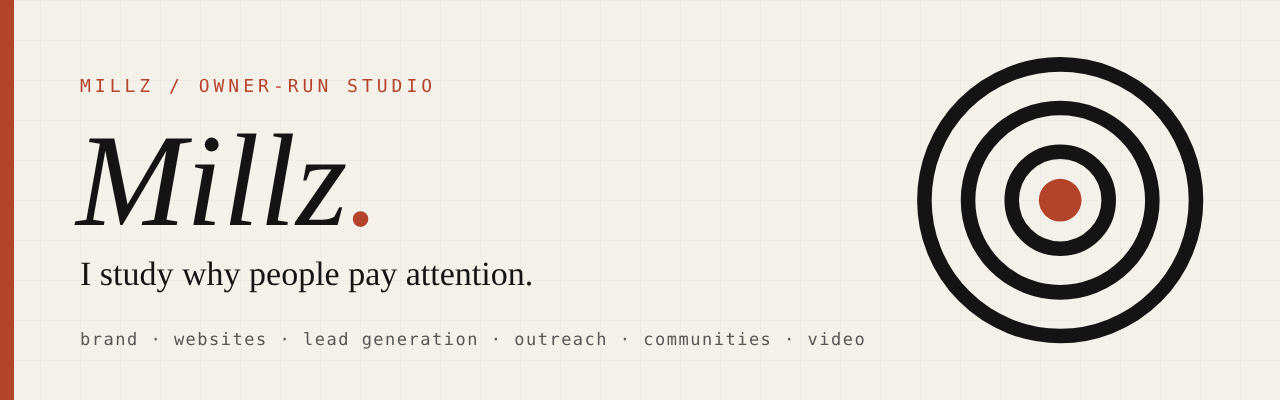 MILLZ / OWNER-RUN STUDIO
Millz.
I study why people pay attention.
brand · websites · lead generation · outreach · communities · video